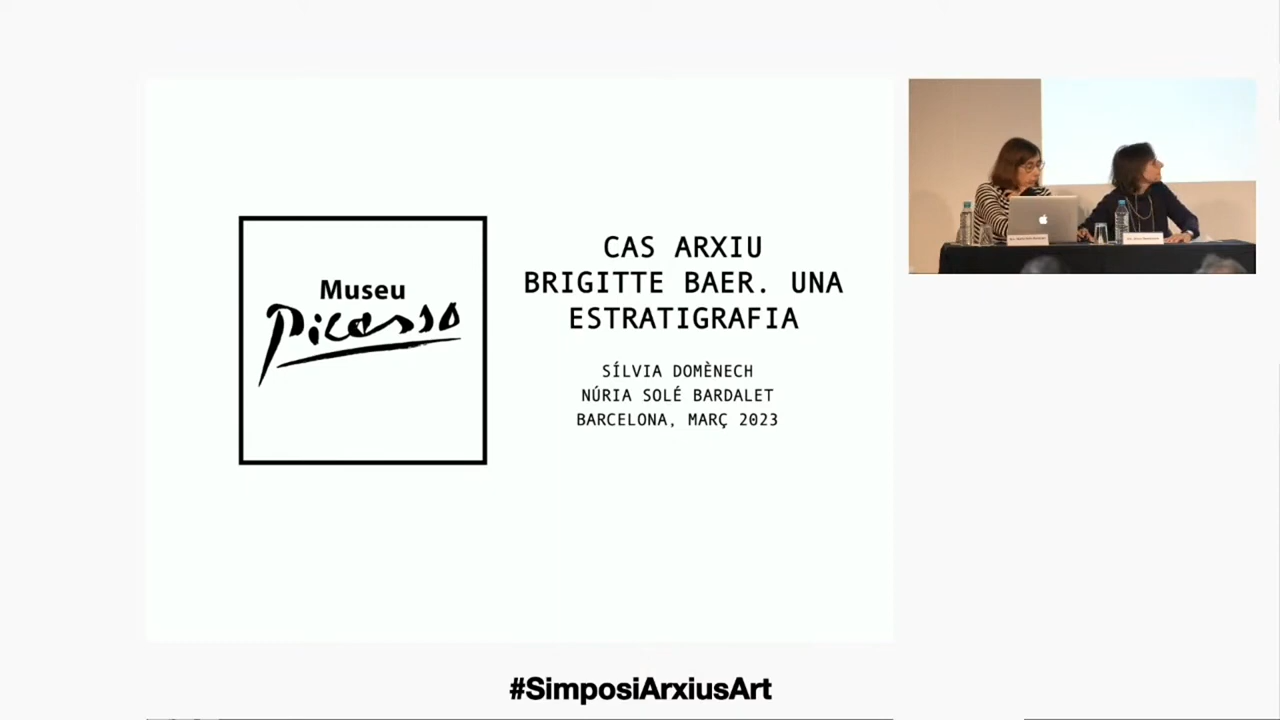 Museu
Picasso
CAS ARXIU
BRIGITTE BAER. UNA
ESTRATIGRAFIA
SÍLVIA DOMÈNECH
NÚRIA SOLÉ BARDALET
BARCELONA, MARÇ 2023
#SimposiArxiusArt